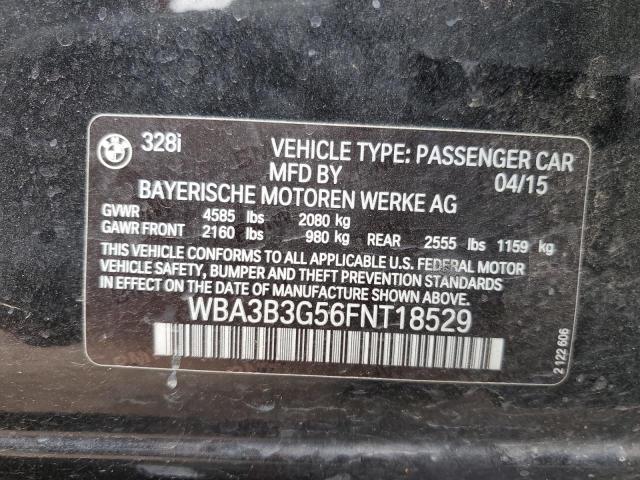 328i
VEHICLE TYPE: PASSENGER CAR
MFD BY 04/15
BAYERISCHE MOTOREN WERKE AG
GVWR 4585 lbs 2080 kg
GAWR FRONT 2160 lbs 980 kg REAR 2555 lbs 1159 kg
THIS VEHICLE CONFORMS TO ALL APPLICABLE U.S. FEDERAL MOTOR
VEHICLE SAFETY, BUMPER AND THEFT PREVENTION STANDARDS
IN EFFECT ON THE DATE OF MANUFACTURE SHOWN ABOVE.
WBA3B3G56FNT18529
2 122 606